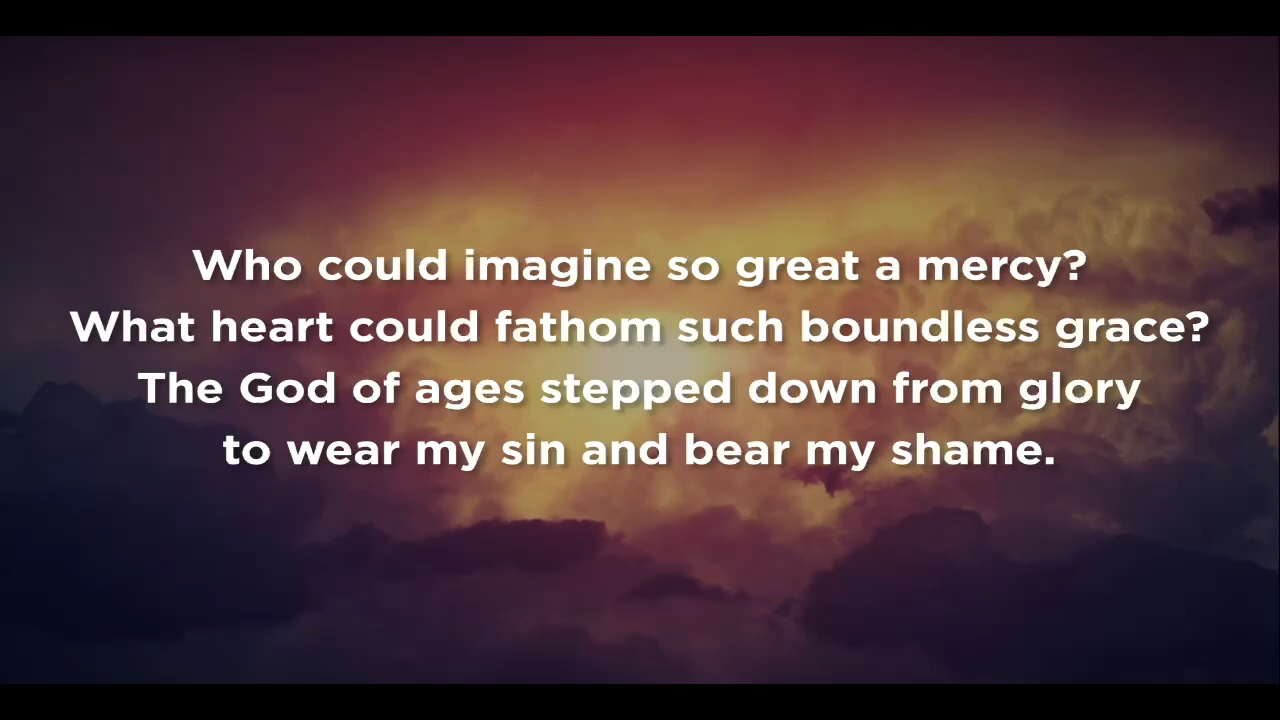 Who could imagine so great a mercy?
What heart could fathom such boundless grace?
The God of ages stepped down from glory
to wear my sin and bear my shame.